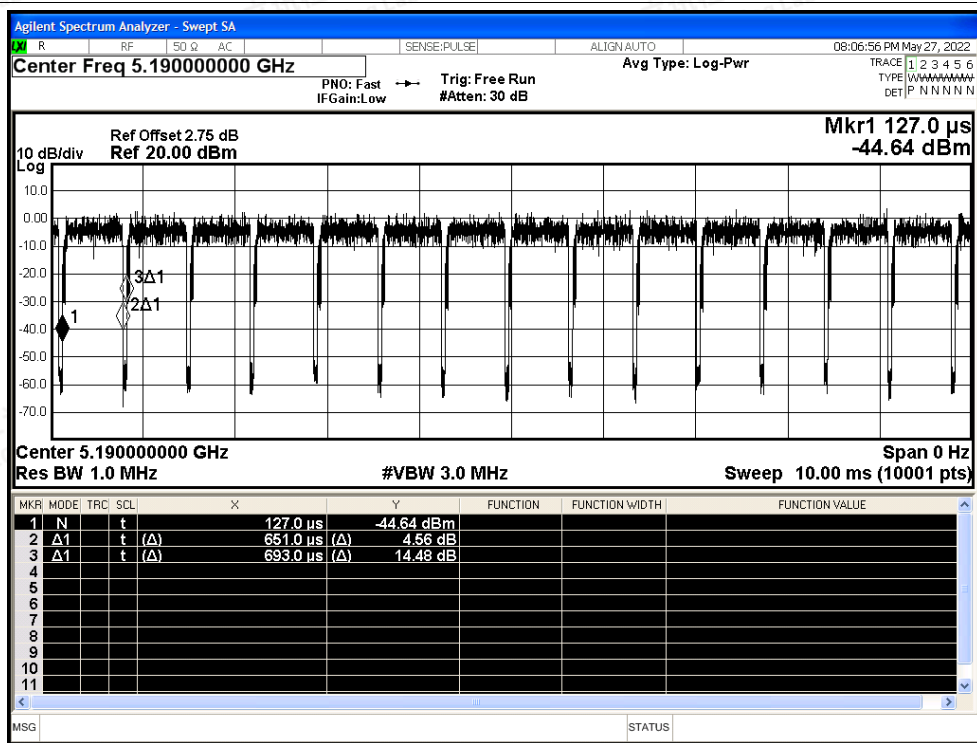 Agilent Spectrum Analyzer - Swept SA
LXI R RF 50 Ω AC SENSE:PULSE ALIGN AUTO 08:06:56 PM May 27, 2022
Center Freq 5.190000000 GHz
PNO: Fast
IFGain:Low
Trig: Free Run
#Atten: 30 dB
Avg Type: Log-Pwr
TRACE 1 2 3 4 5 6
TYPE
DET P N N N N N
Mkr1 127.0 µs
-44.64 dBm
Ref Offset 2.75 dB
10 dB/div Ref 20.00 dBm
Log
10.0
0.00
-10.0
-20.0
3Δ1
-30.0
2Δ1
1
-40.0
-50.0
-60.0
-70.0
Center 5.190000000 GHz Span 0 Hz
Res BW 1.0 MHz #VBW 3.0 MHz Sweep 10.00 ms (10001 pts)
MKR MODE TRC SCL X Y FUNCTION FUNCTION WIDTH FUNCTION VALUE
1 N t 127.0 µs -44.64 dBm
2 Δ1 t (Δ) 651.0 µs (Δ) 4.56 dB
3 Δ1 t (Δ) 693.0 µs (Δ) 14.48 dB
4
5
6
7
8
9
10
11
MSG STATUS